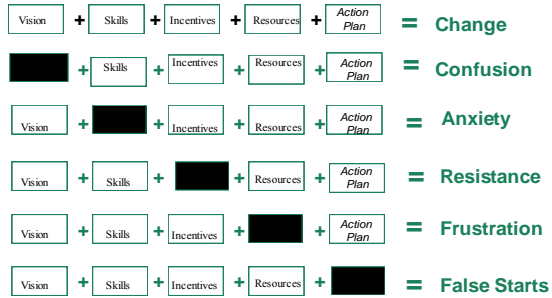 Vision + Skills + Incentives + Resources + Action Plan = Change
+ Skills + Incentives + Resources + Action Plan = Confusion
Vision + + Incentives + Resources + Action Plan = Anxiety
Vision + Skills + + Resources + Action Plan = Resistance
Vision + Skills + Incentives + + Action Plan = Frustration
Vision + Skills + Incentives + Resources + = False Starts